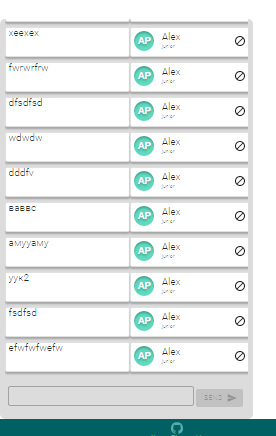 xeexex
AP Alex
junior
fwrwrfrw
AP Alex
junior
dfsdfsd
AP Alex
junior
wdwdw
AP Alex
junior
dddfv
AP Alex
junior
ваввс
AP Alex
junior
амууаму
AP Alex
junior
уук2
AP Alex
junior
fsdfsd
AP Alex
junior
efwfwfwefw
AP Alex
junior
SEND